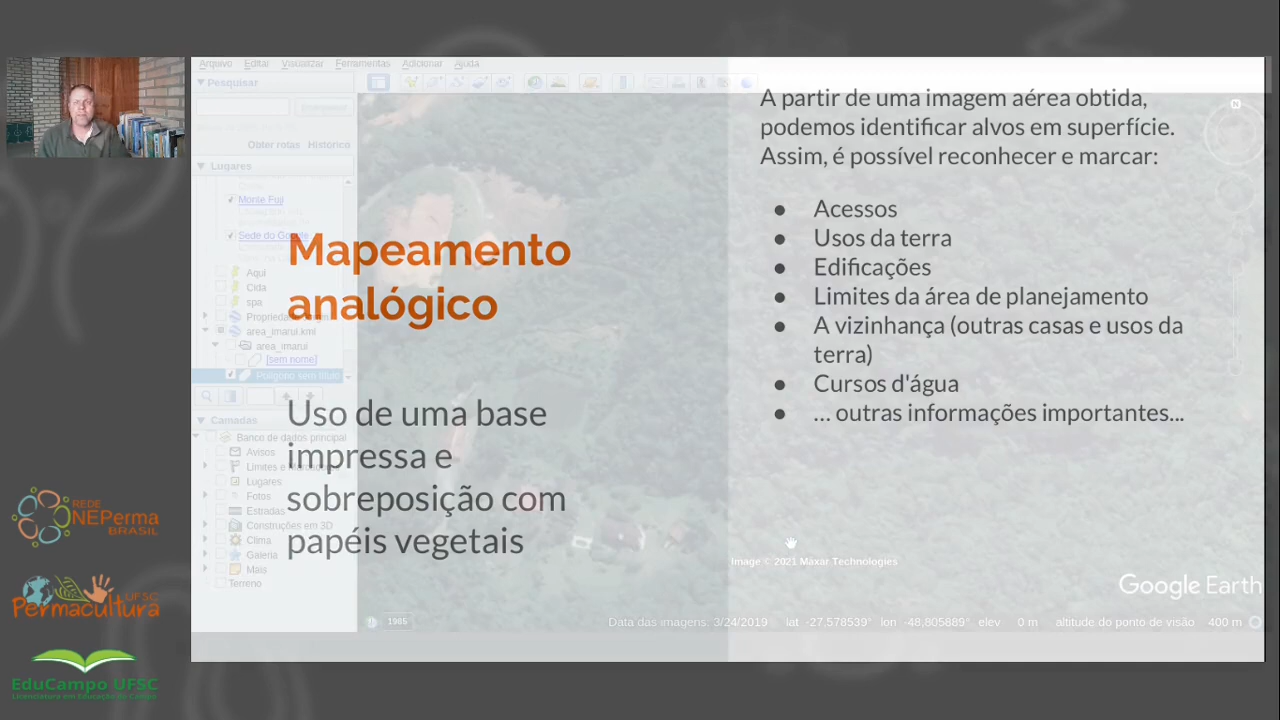 Arquivo Editar Visualizar Ferramentas Adicionar Ajuda
Pesquisar
Obter rotas Histórico
Lugares
Monte Fuji
Sede do Google
Aqui
Cida
spa
area_imarui.kml
area_imarui
[sem nome]
Polígono sem título
Camadas
Banco de dados principal
Avisos
Lugares
Fotos
Estradas
Construções em 3D
Clima
Galeria
Mais
Terreno
Mapeamento
analógico
Uso de uma base
impressa e
sobreposição com
papéis vegetais
A partir de uma imagem aérea obtida,
podemos identificar alvos em superfície.
Assim, é possível reconhecer e marcar:
● Acessos
● Usos da terra
● Edificações
● Limites da área de planejamento
● A vizinhança (outras casas e usos da
terra)
● Cursos d'água
● ... outras informações importantes...
N
Image © 2021 Maxar Technologies
Google Earth
1985
Data das imagens: 3/24/2019 lat -27.578539° lon -48,805889° elev 0 m altitude do ponto de visão 400 m
REDE
NEPerma
BRASIL
UFSC
Permacultura
EduCampo UFSC
Licenciatura em Educação do Campo